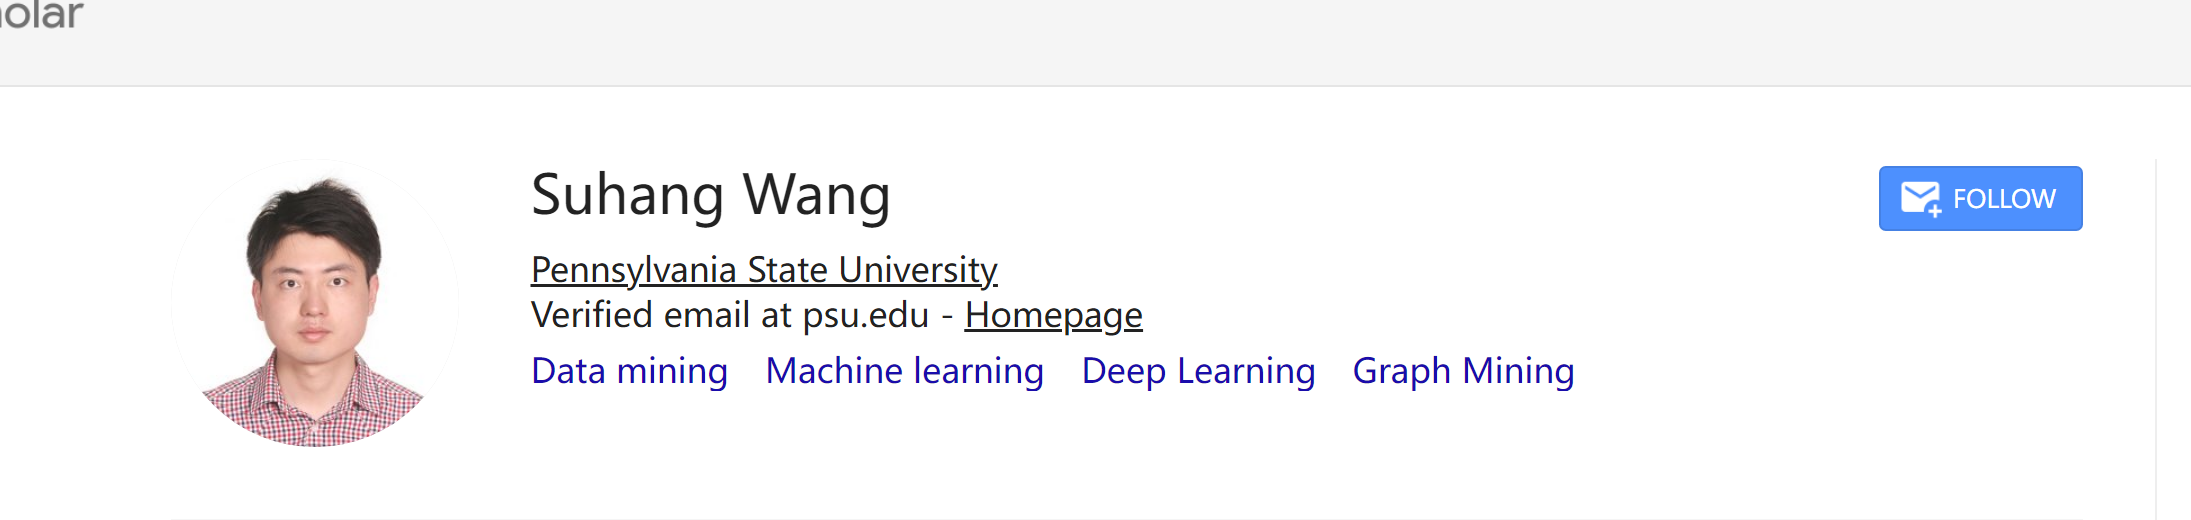 olar
Suhang Wang
FOLLOW
Pennsylvania State University
Verified email at psu.edu - Homepage
Data mining Machine learning Deep Learning Graph Mining